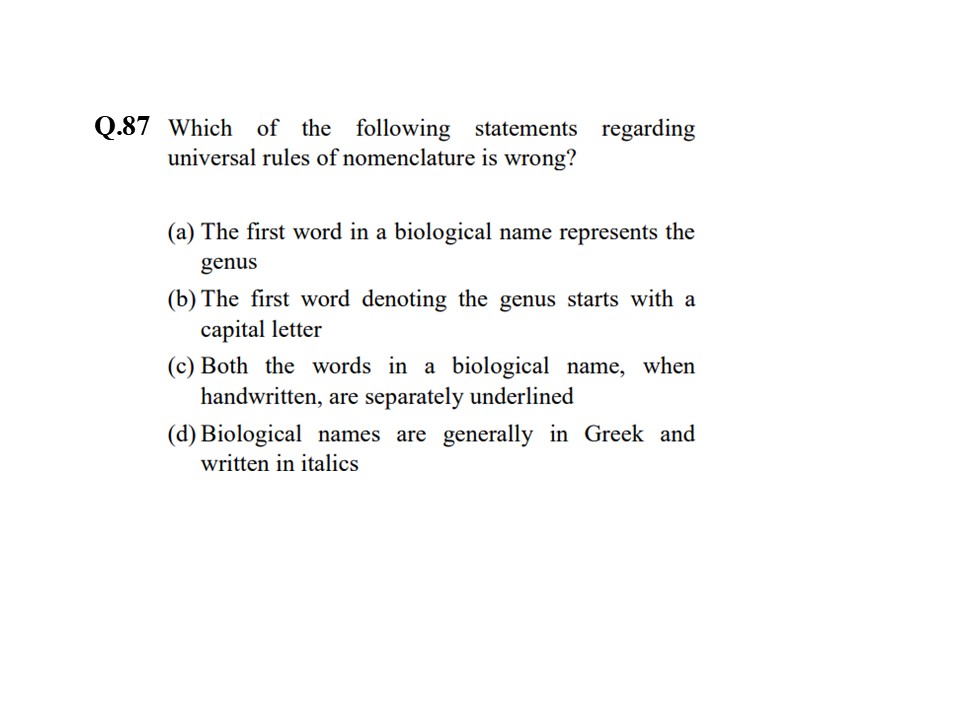 Q.87 Which of the following statements regarding
universal rules of nomenclature is wrong?
(a) The first word in a biological name represents the
genus
(b) The first word denoting the genus starts with a
capital letter
(c) Both the words in a biological name, when
handwritten, are separately underlined
(d) Biological names are generally in Greek and
written in italics